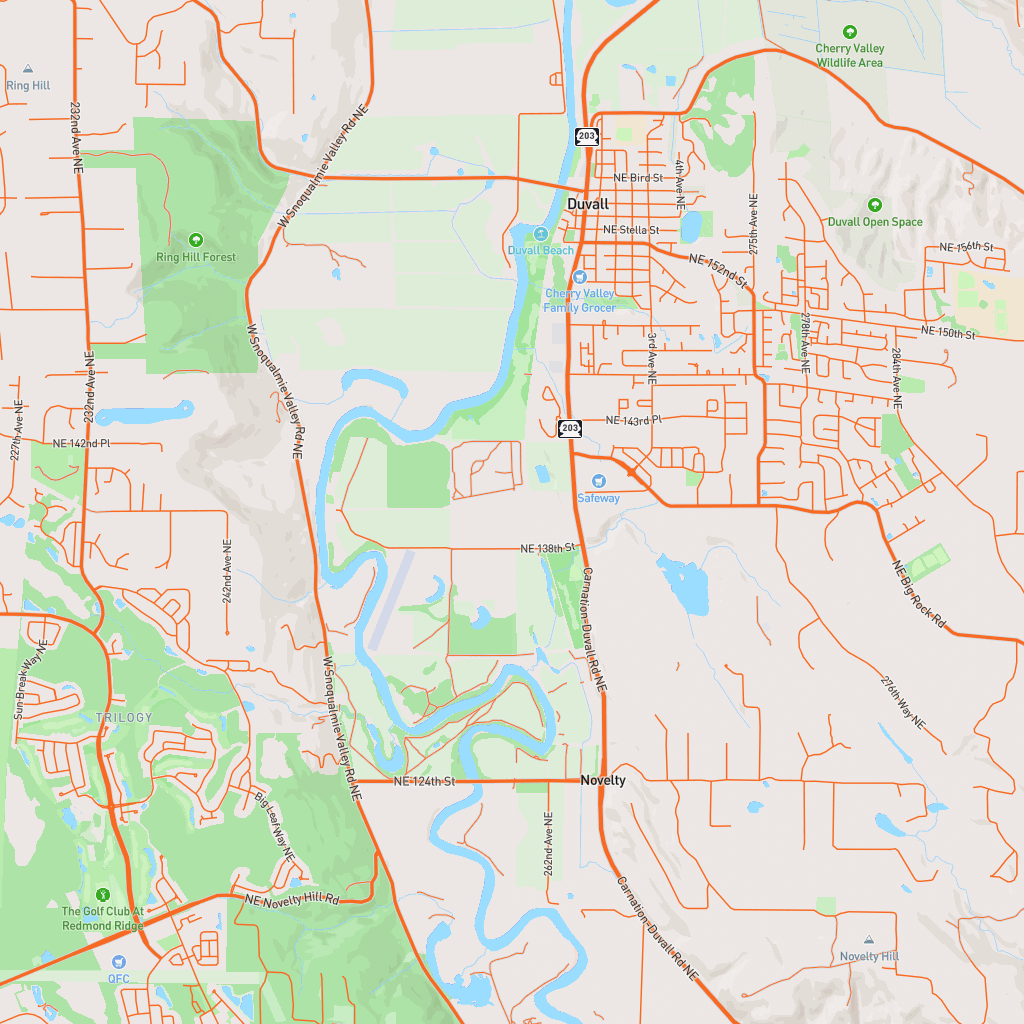 Cherry Valley
Wildlife Area
Ring Hill
232nd Ave NE
W Snoqualmie Valley Rd NE
203
NE Bird St
4th Ave NE
Duvall
275th Ave NE
Duvall Open Space
NE Stella St
Duvall Beach
Ring Hill Forest
NE 156th St
NE 152nd St
Cherry Valley
Family Grocer
W Snoqualmie Valley Rd NE
3rd Ave NE
278th Ave NE
NE 150th St
232nd Ave NE
284th Ave NE
227th Ave NE
NE 143rd Pl
203
NE 142nd Pl
Safeway
NE 138th St
242nd Ave NE
Carnation-Duvall Rd NE
NE Big Rock Rd
Sun Break Way NE
W Snoqualmie Valley Rd NE
276th Way NE
TRILOGY
NE 124th St
Novelty
Big Leaf Way NE
262nd Ave NE
NE Novelty Hill Rd
The Golf Club At
Redmond Ridge
Carnation-Duvall Rd NE
Novelty Hill
QFC